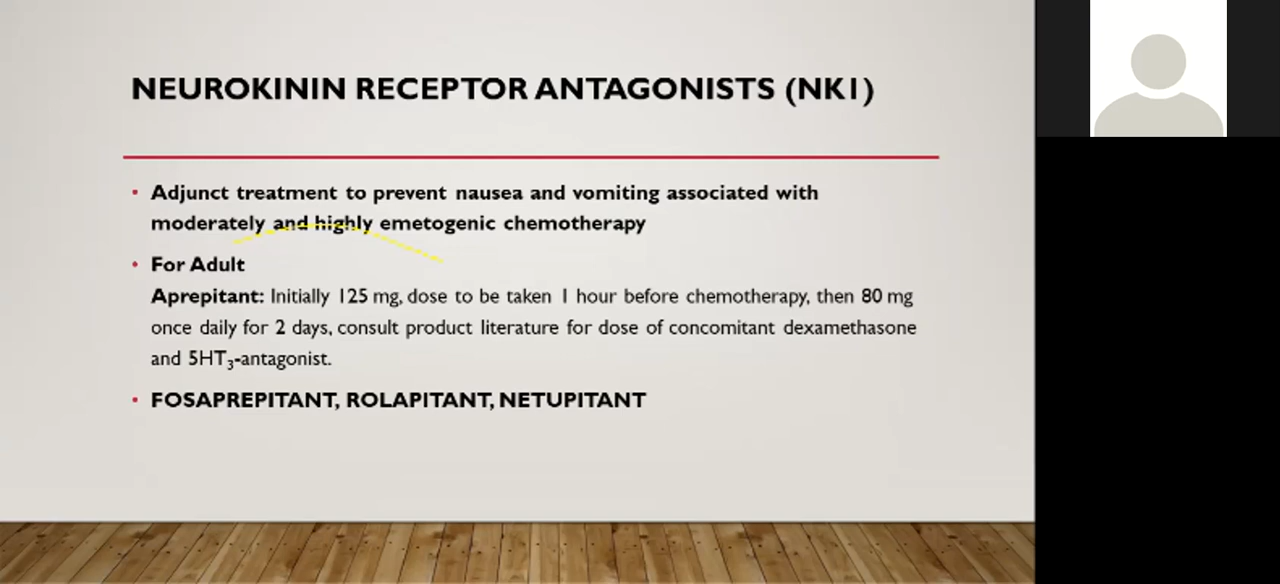 NEUROKININ RECEPTOR ANTAGONISTS (NK1)
• Adjunct treatment to prevent nausea and vomiting associated with
moderately and highly emetogenic chemotherapy
• For Adult
Aprepitant: Initially 125 mg, dose to be taken 1 hour before chemotherapy, then 80 mg
once daily for 2 days, consult product literature for dose of concomitant dexamethasone
and 5HT₃-antagonist.
• FOSAPREPITANT, ROLAPITANT, NETUPITANT